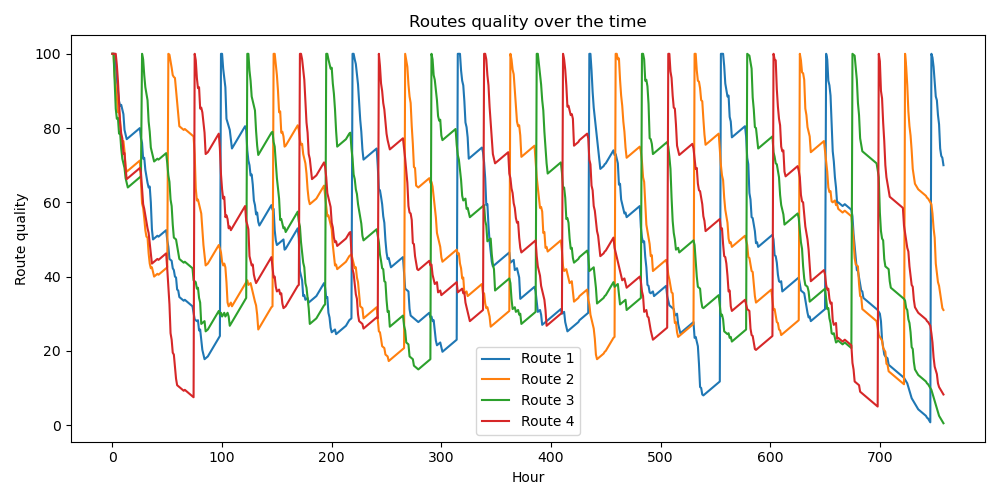 Routes quality over the time
Route quality
100
80
60
40
20
0
0 100 200 300 400 500 600 700
Hour
Route 1
Route 2
Route 3
Route 4